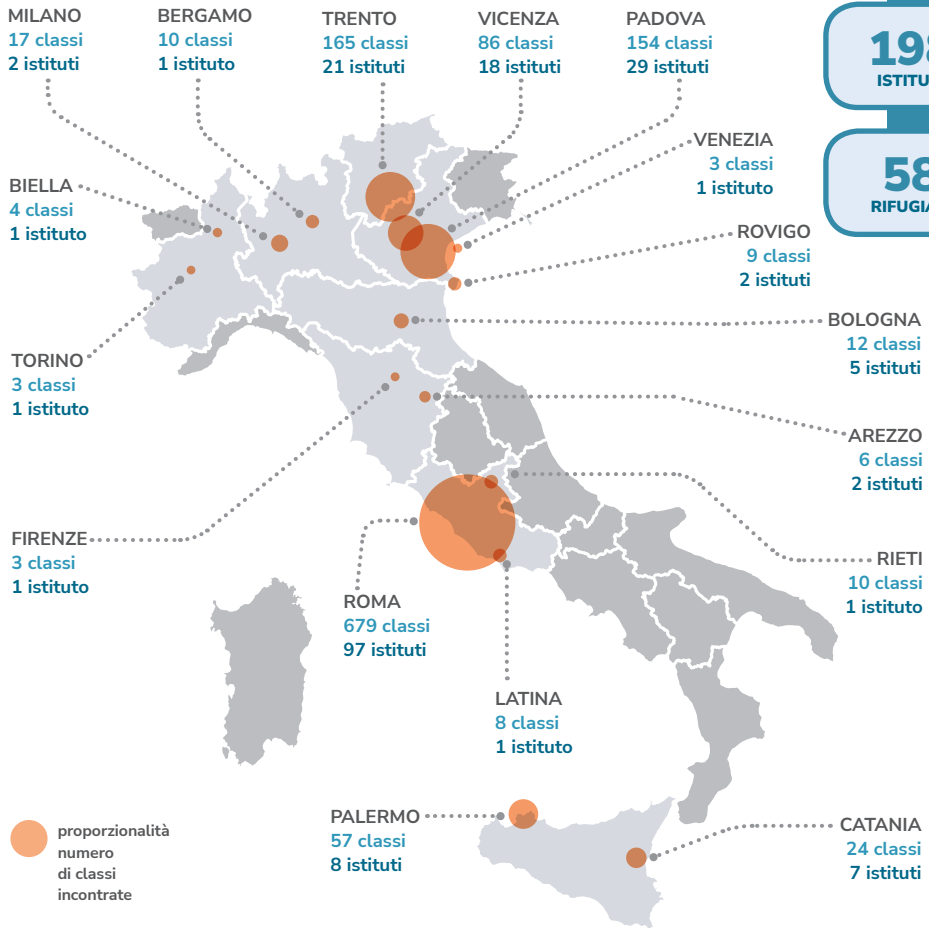 MILANO
17 classi
2 istituti
BERGAMO
10 classi
1 istituto
TRENTO
165 classi
21 istituti
VICENZA
86 classi
18 istituti
PADOVA
154 classi
29 istituti
VENEZIA
3 classi
1 istituto
BIELLA
4 classi
1 istituto
ROVIGO
9 classi
2 istituti
BOLOGNA
12 classi
5 istituti
TORINO
3 classi
1 istituto
AREZZO
6 classi
2 istituti
FIRENZE
3 classi
1 istituto
RIETI
10 classi
1 istituto
ROMA
679 classi
97 istituti
LATINA
8 classi
1 istituto
PALERMO
57 classi
8 istituti
CATANIA
24 classi
7 istituti
proporzionalità
numero
di classi
incontrate